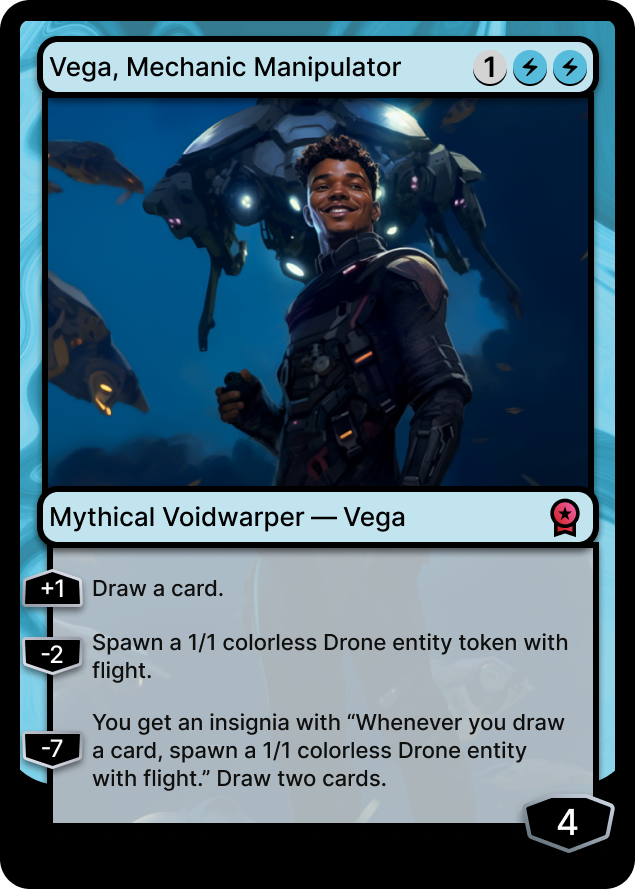 Vega, Mechanic Manipulator 1
Mythical Voidwarper — Vega
+1 Draw a card.
-2 Spawn a 1/1 colorless Drone entity token with
flight.
You get an insignia with “Whenever you draw
-7 a card, spawn a 1/1 colorless Drone entity
with flight.” Draw two cards.
4